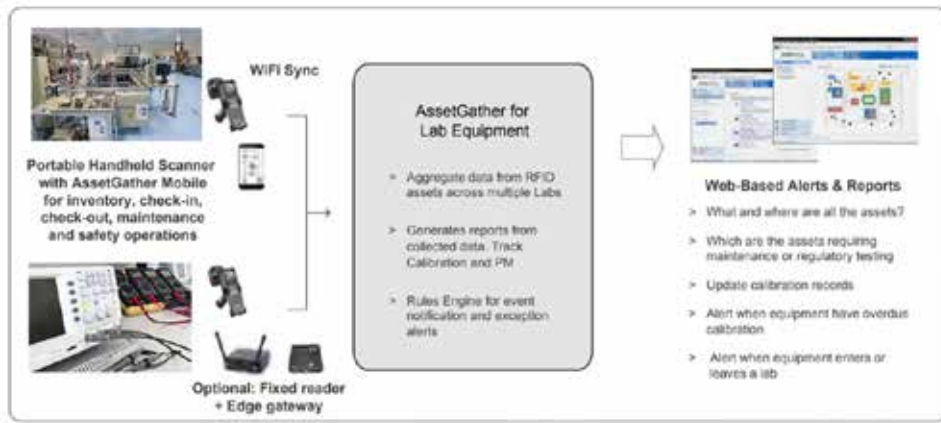 WiFi Sync
Portable Handheld Scanner
with AssetGather Mobile
for inventory, check-in,
check-out, maintenance
and safety operations
Optional: Fixed reader
+ Edge gateway
AssetGather for
Lab Equipment
> Aggregate data from RFID
assets across multiple Labs
> Generates reports from
collected data. Track
Calibration and PM
> Rules Engine for event
notification and exception
alerts
Web-Based Alerts & Reports
> What and where are all the assets?
> Which are the assets requiring
maintenance or regulatory testing
> Update calibration records
> Alert when equipment have overdue
calibration
> Alert when equipment enters or
leaves a lab